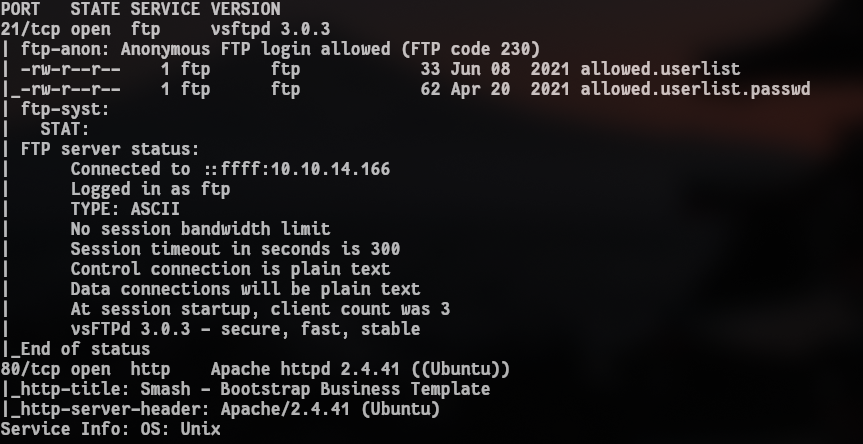 PORT   STATE SERVICE VERSION
21/tcp open  ftp     vsftpd 3.0.3
| ftp-anon: Anonymous FTP login allowed (FTP code 230)
| -rw-r--r--    1 ftp      ftp            33 Jun 08  2021 allowed.userlist
|_-rw-r--r--    1 ftp      ftp            62 Apr 20  2021 allowed.userlist.passwd
| ftp-syst:
|   STAT:
| FTP server status:
|      Connected to ::ffff:10.10.14.166
|      Logged in as ftp
|      TYPE: ASCII
|      No session bandwidth limit
|      Session timeout in seconds is 300
|      Control connection is plain text
|      Data connections will be plain text
|      At session startup, client count was 3
|      vsFTPd 3.0.3 - secure, fast, stable
|_End of status
80/tcp open  http    Apache httpd 2.4.41 ((Ubuntu))
|_http-title: Smash - Bootstrap Business Template
|_http-server-header: Apache/2.4.41 (Ubuntu)
Service Info: OS: Unix